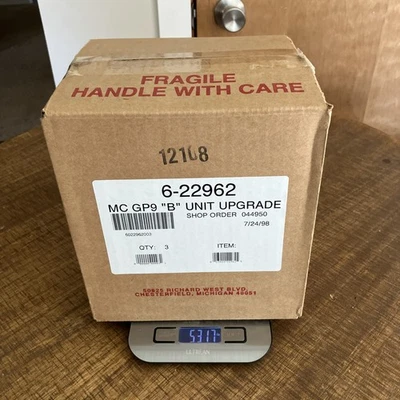 FRAGILE
HANDLE WITH CARE
12108
6-22962
MC GP9 "B" UNIT UPGRADE
SHOP ORDER 044950
7/24/98
6022962003
QTY: 3
ITEM:
50625 RICHARD WEST BLVD.
CHESTERFIELD, MICHIGAN 48051
5317